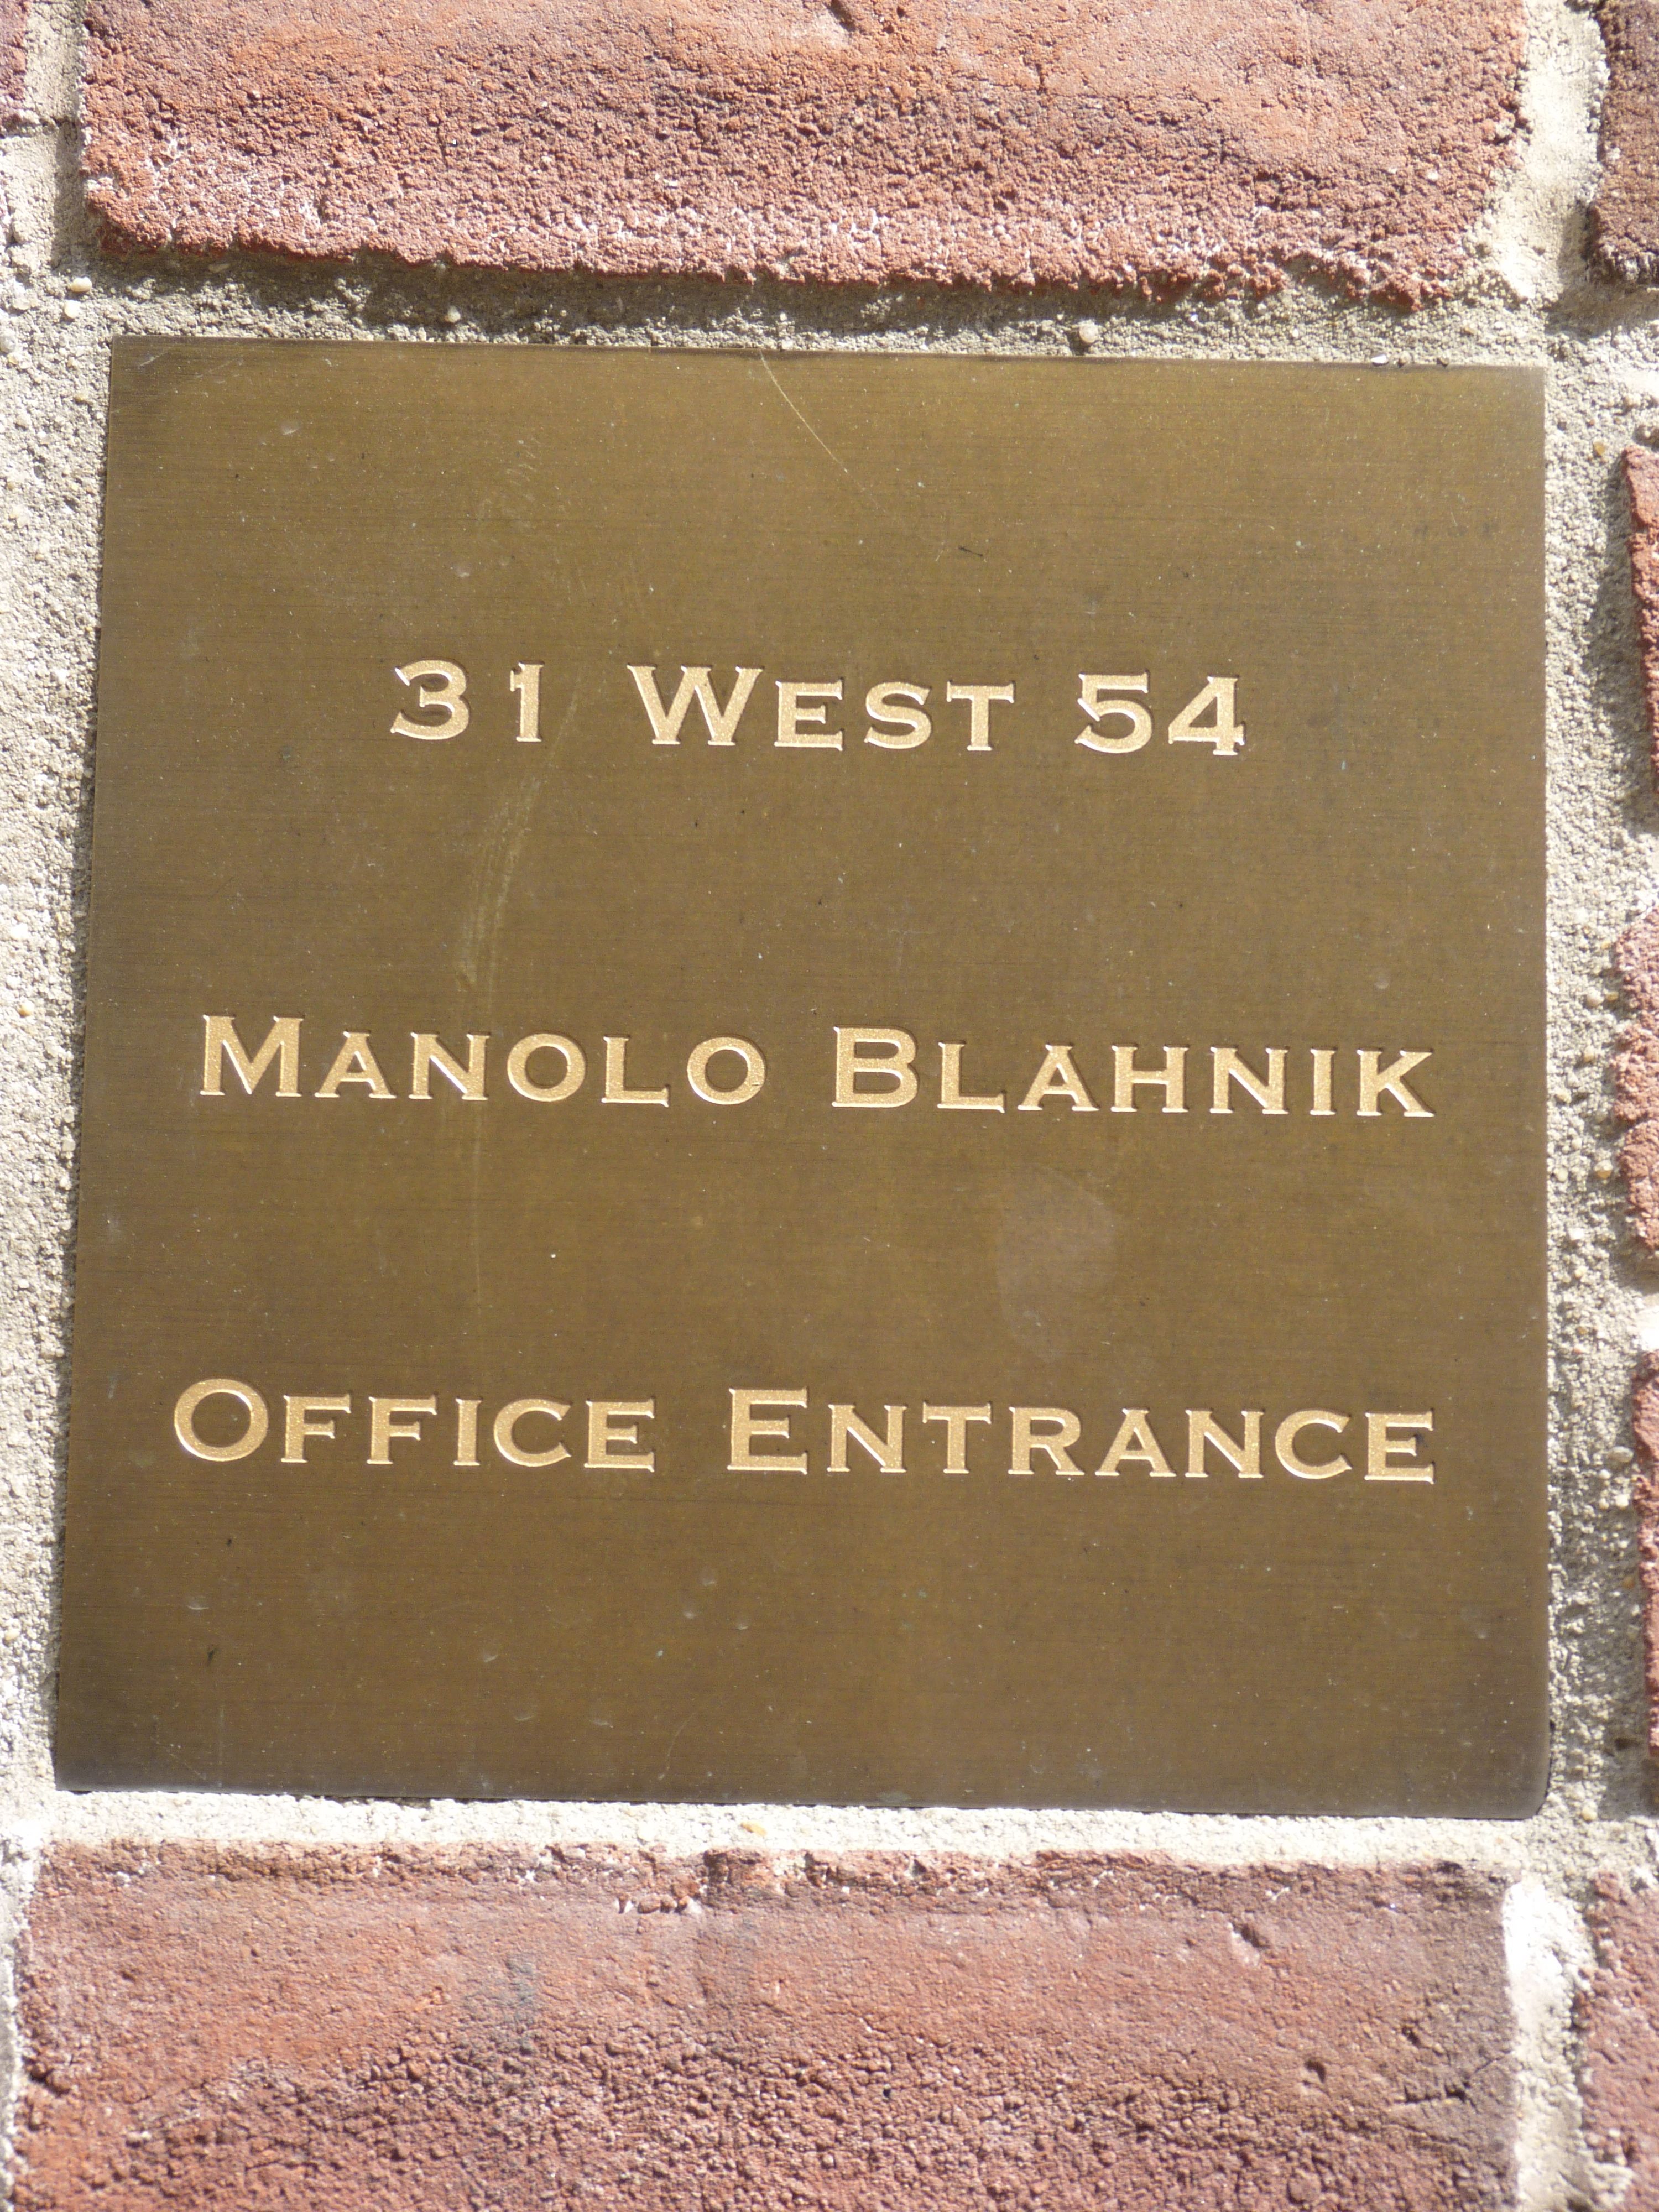 31 West 54
Manolo Blahnik
Office Entrance